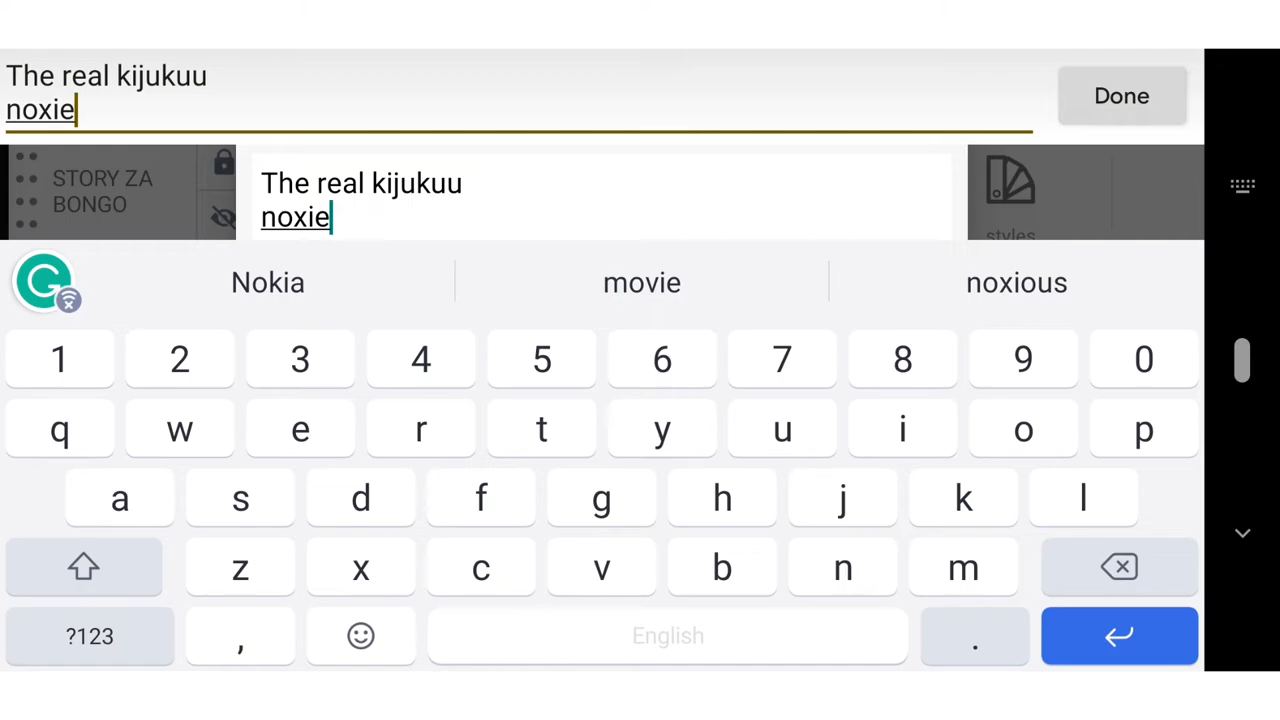 The real kijukuu
noxie
Done
STORY ZA
BONGO
The real kijukuu
noxie
styles
Nokia movie noxious
1 2 3 4 5 6 7 8 9 0
q w e r t y u i o p
a s d f g h j k l
z x c v b n m
?123 , English .